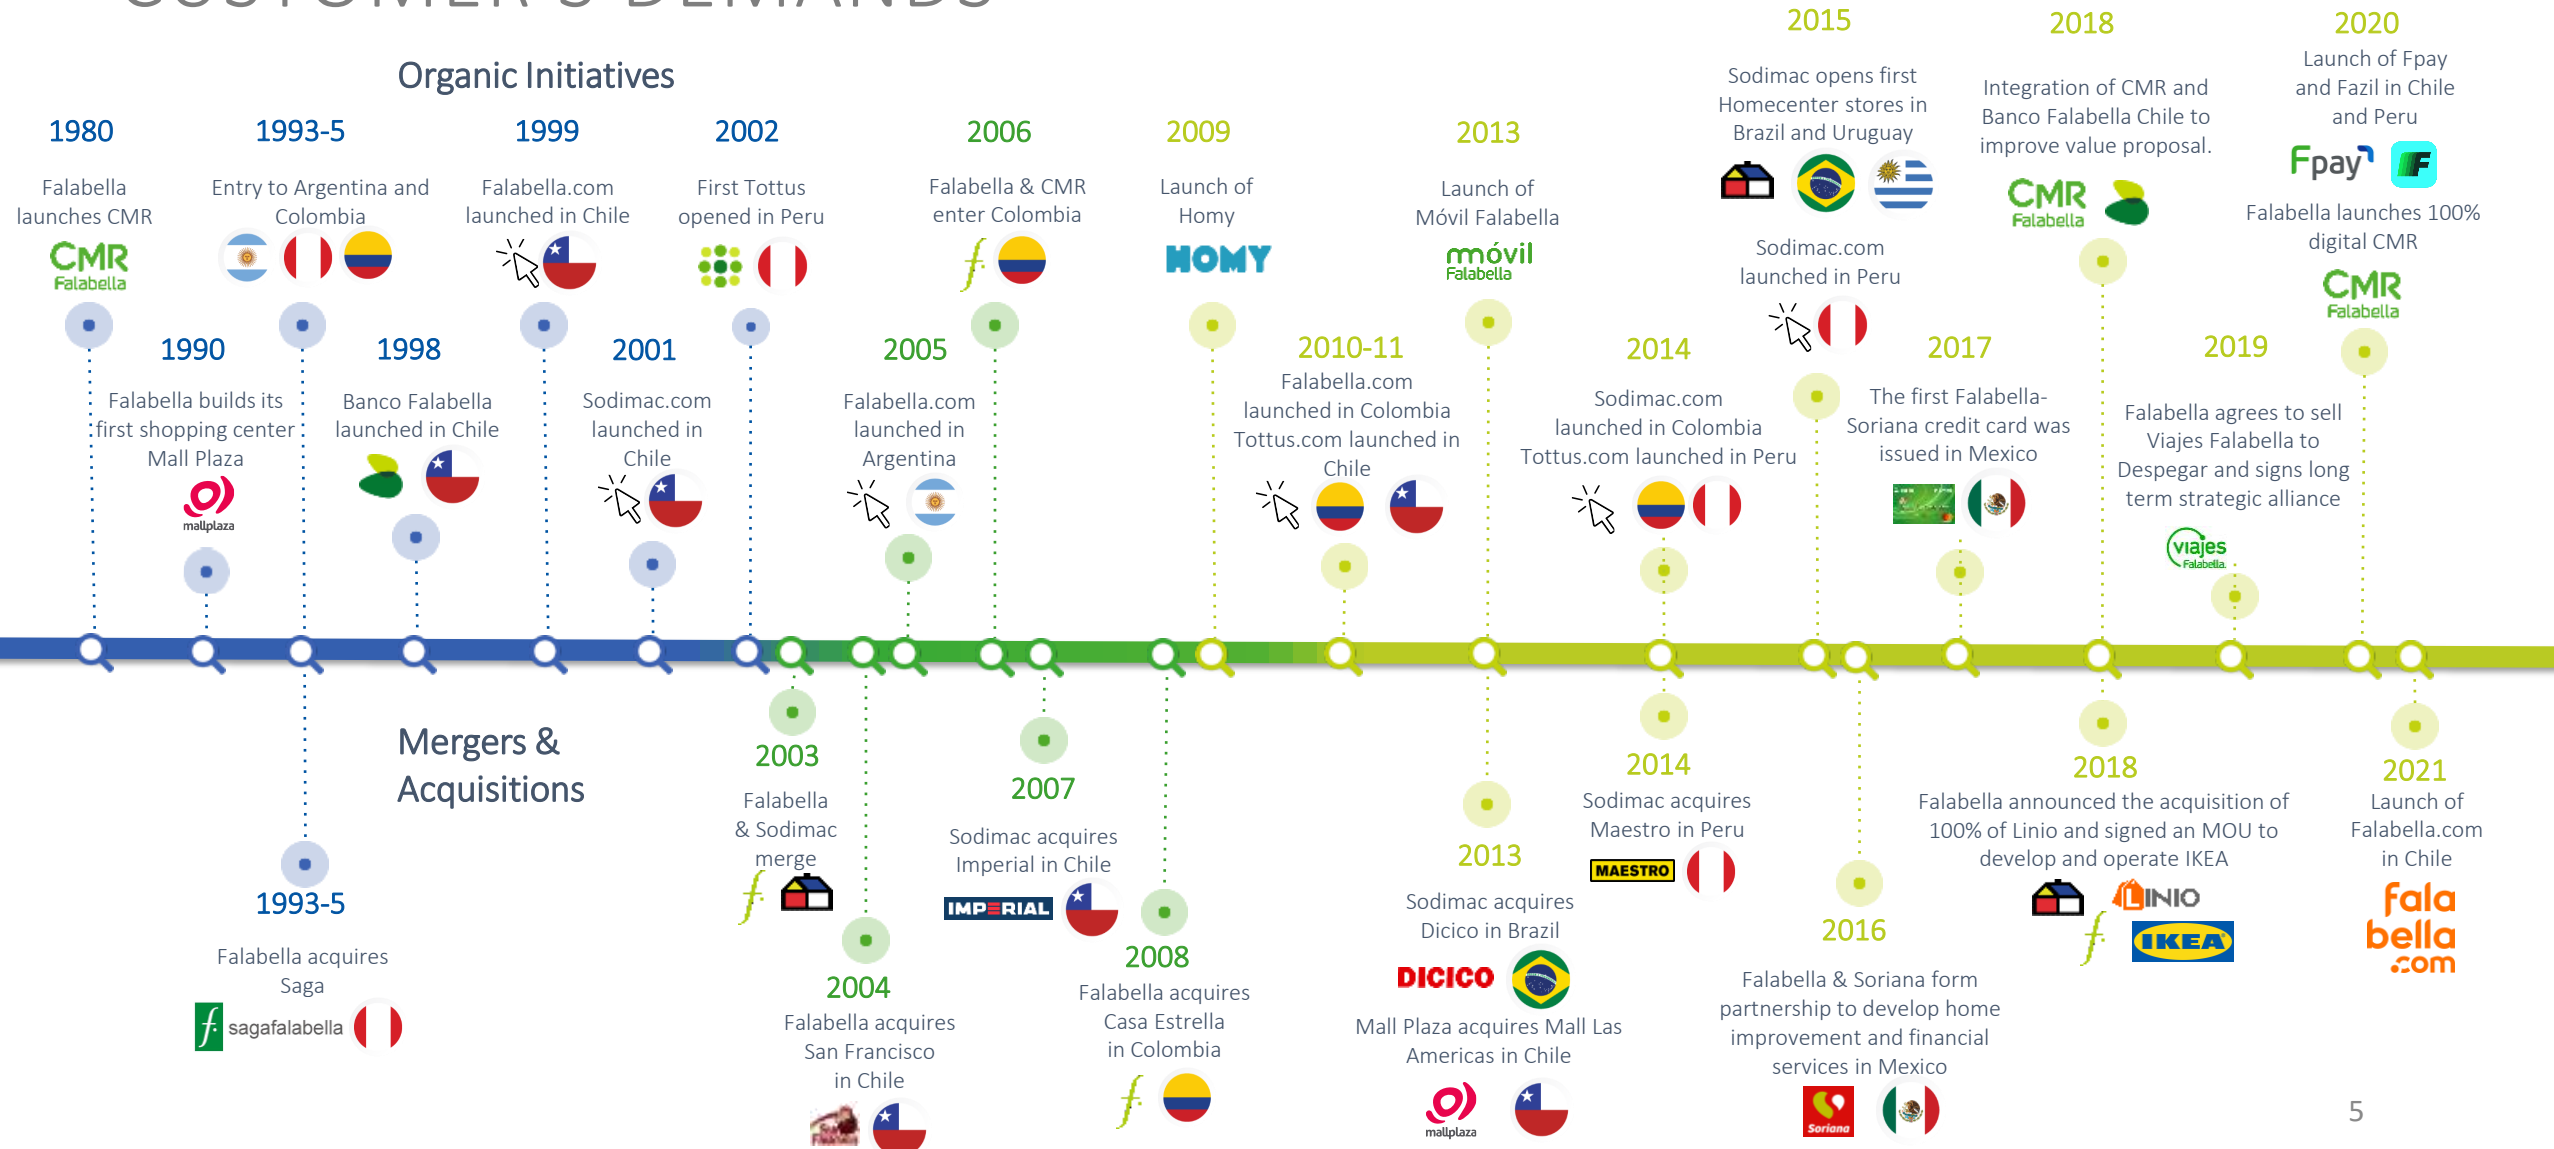 CUSTOMER'S DEMANDS
Organic Initiatives
1980
Falabella
launches CMR
CMR
Falabella
1990
Falabella builds its
first shopping center
Mall Plaza
mallplaza
1993-5
Entry to Argentina and
Colombia
1998
Banco Falabella
launched in Chile
1999
Falabella.com
launched in Chile
2001
Sodimac.com
launched in
Chile
2002
First Tottus
opened in Peru
2005
Falabella.com
launched in
Argentina
2006
Falabella & CMR
enter Colombia
f.
2009
Launch of
Homy
HOMY
2010-11
Falabella.com
launched in Colombia
Tottus.com launched in
Chile
2013
Launch of
Móvil Falabella
móvil
Falabella
2014
Sodimac.com
launched in Colombia
Tottus.com launched in Peru
2015
Sodimac opens first
Homecenter stores in
Brazil and Uruguay
Sodimac.com
launched in Peru
2017
The first Falabella-
Soriana credit card was
issued in Mexico
2018
Integration of CMR and
Banco Falabella Chile to
improve value proposal.
CMR
Falabella
2019
Falabella agrees to sell
Viajes Falabella to
Despegar and signs long
term strategic alliance
viajes
Falabella.
2020
Launch of Fpay
and Fazil in Chile
and Peru
Fpay
F
Falabella launches 100%
digital CMR
CMR
Falabella
Mergers &
Acquisitions
1993-5
Falabella acquires
Saga
f. sagafalabella
2003
Falabella
& Sodimac
merge
f.
2004
Falabella acquires
San Francisco
in Chile
2007
Sodimac acquires
Imperial in Chile
IMPERIAL
2008
Falabella acquires
Casa Estrella
in Colombia
f.
2013
Sodimac acquires
Dicico in Brazil
DICICO
Mall Plaza acquires Mall Las
Americas in Chile
mallplaza
2014
Sodimac acquires
Maestro in Peru
MAESTRO
2016
Falabella & Soriana form
partnership to develop home
improvement and financial
services in Mexico
Soriana
2018
Falabella announced the acquisition of
100% of Linio and signed an MOU to
develop and operate IKEA
LINIO
f.
IKEA
2021
Launch of
Falabella.com
in Chile
fala
bella
.com
5